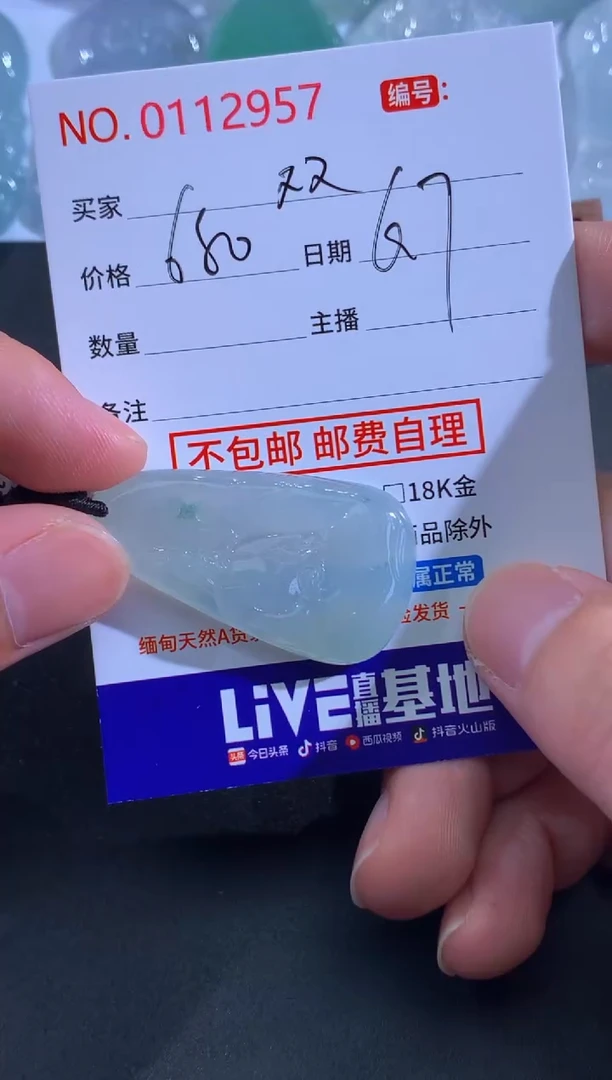 NO. 0112957 编号:
买家 双
价格 680 日期 67
数量 主播
备注
不包邮 邮费自理
□18K金
品除外
属正常
缅甸天然A货 发货
LiVE直播基地
头条 今日头条 抖音 西瓜视频 抖音火山版